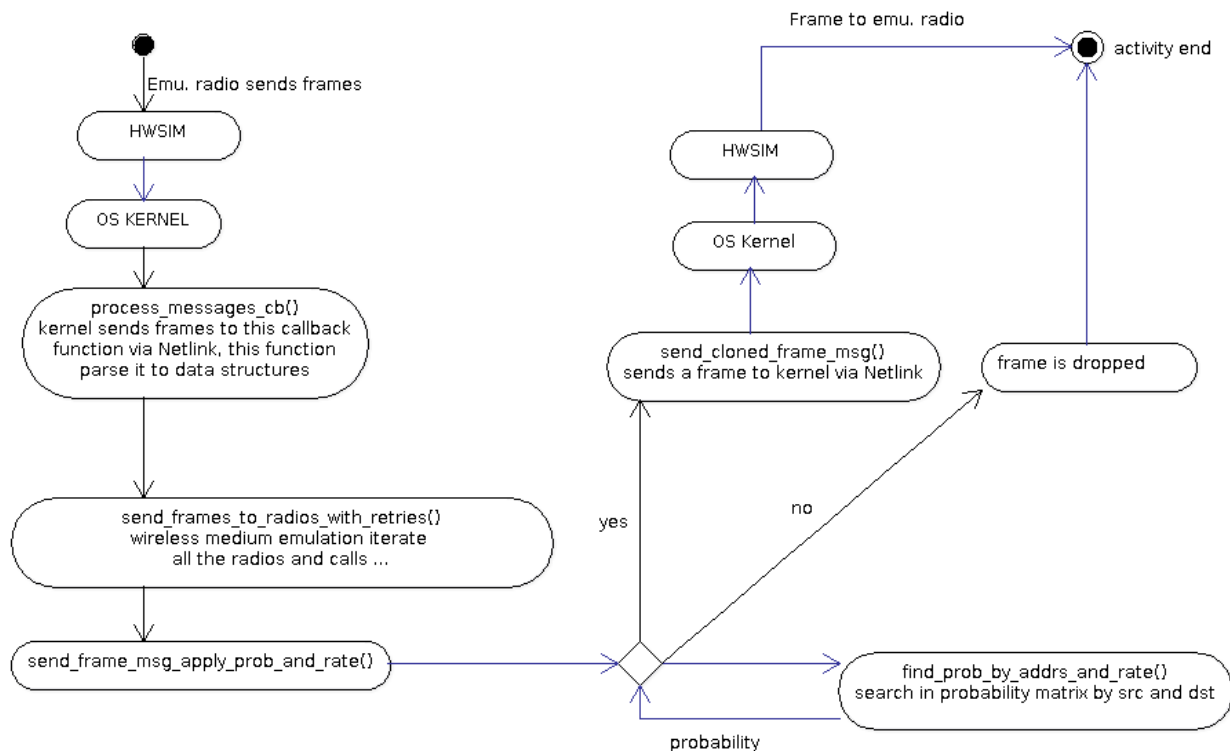 Emu. radio sends frames
HWSIM
OS KERNEL
process_messages_cb()
kernel sends frames to this callback
function via Netlink, this function
parse it to data structures
send_frames_to_radios_with_retries()
wireless medium emulation iterate
all the radios and calls ...
send_frame_msg_apply_prob_and_rate()
Frame to emu. radio
activity end
HWSIM
OS Kernel
send_cloned_frame_msg()
sends a frame to kernel via Netlink
frame is dropped
yes
no
find_prob_by_addrs_and_rate()
search in probability matrix by src and dst
probability